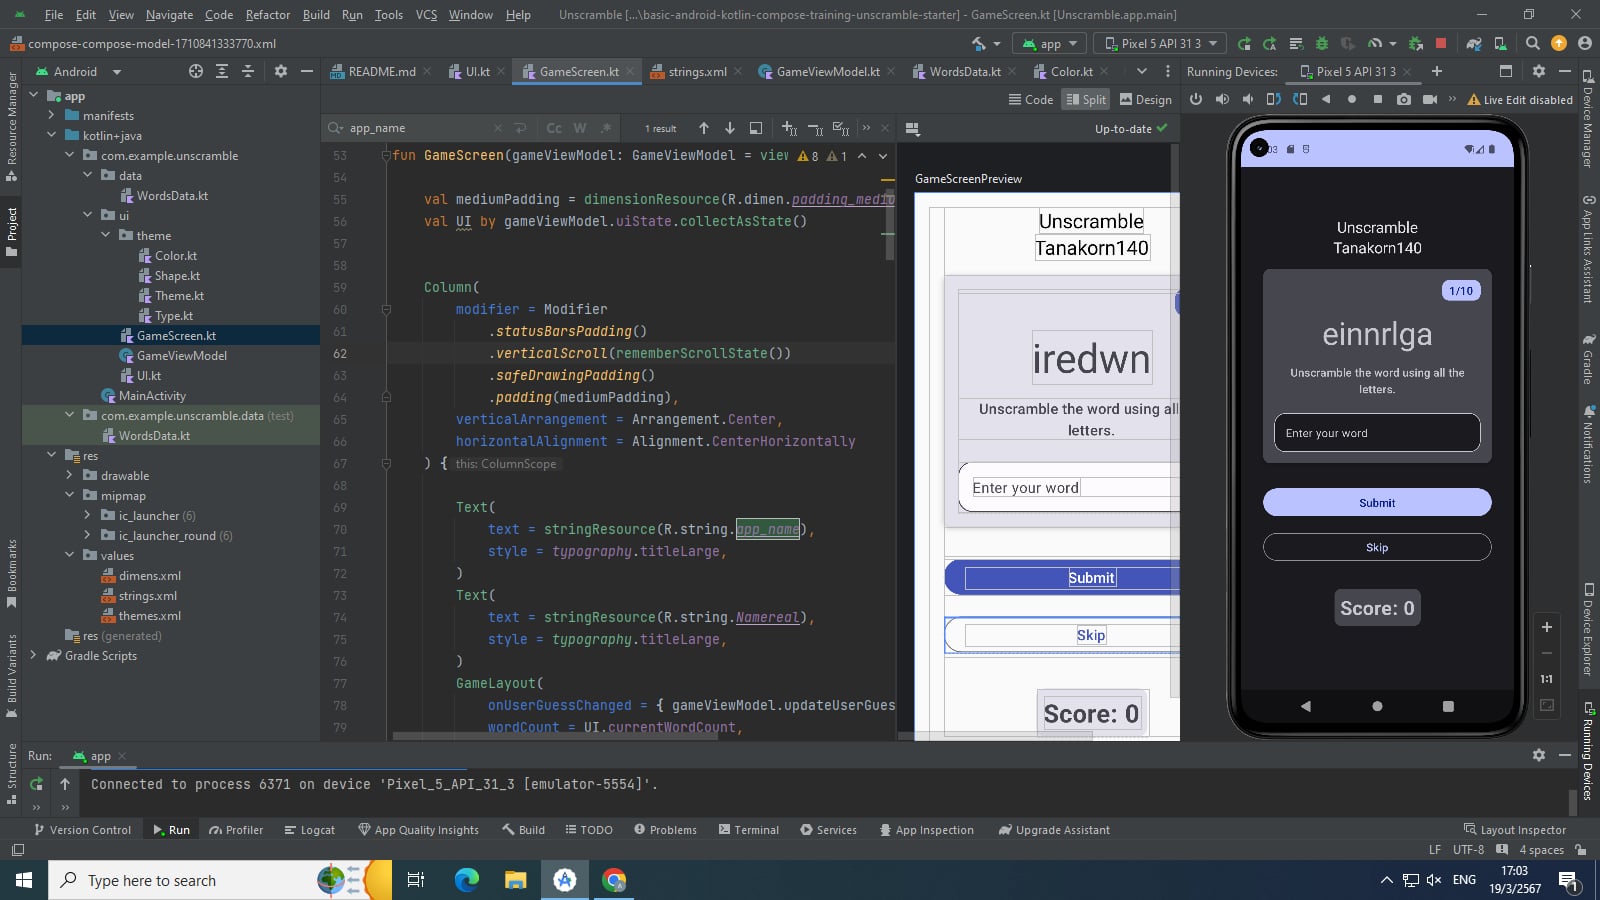 File Edit View Navigate Code Refactor Build Run Tools VCS Window Help Unscramble [...\basic-android-kotlin-compose-training-unscramble-starter] - GameScreen.kt [Unscramble.app.main]
compose-compose-model-1710841333770.xml app Pixel 5 API 31 3
Android README.md UI.kt GameScreen.kt strings.xml GameViewModel.kt WordsData.kt Color.kt Running Devices: Pixel 5 API 31 3
Code Split Design Live Edit disabled
app_name Cc W .* 1 result Up-to-date
Resource Manager
Project
Bookmarks
Build Variants
Structure
app
manifests
kotlin+java
com.example.unscramble
data
WordsData.kt
ui
theme
Color.kt
Shape.kt
Theme.kt
Type.kt
GameScreen.kt
GameViewModel
UI.kt
MainActivity
com.example.unscramble.data (test)
WordsData.kt
res
drawable
mipmap
ic_launcher (6)
ic_launcher_round (6)
values
dimens.xml
strings.xml
themes.xml
res (generated)
Gradle Scripts
53 fun GameScreen(gameViewModel: GameViewModel = view 8 1
54
55 val mediumPadding = dimensionResource(R.dimen.padding_medio
56 val UI by gameViewModel.uiState.collectAsState()
57
58
59 Column(
60 modifier = Modifier
61 .statusBarsPadding()
62 .verticalScroll(rememberScrollState())
63 .safeDrawingPadding()
64 .padding(mediumPadding),
65 verticalArrangement = Arrangement.Center,
66 horizontalAlignment = Alignment.CenterHorizontally
67 ) { this: ColumnScope
68
69 Text(
70 text = stringResource(R.string.app_name),
71 style = typography.titleLarge,
72 )
73 Text(
74 text = stringResource(R.string.Namereal),
75 style = typography.titleLarge,
76 )
77 GameLayout(
78 onUserGuessChanged = { gameViewModel.updateUserGues
79 wordCount = UI.currentWordCount,
GameScreenPreview
Unscramble
Tanakorn140
iredwn
Unscramble the word using al
letters.
Enter your word
Submit
Skip
Score: 0
03
Unscramble
Tanakorn140
1/10
einnrlga
Unscramble the word using all the
letters.
Enter your word
Submit
Skip
Score: 0
1:1
Device Manager
App Links Assistant
Gradle
Notifications
Device Explorer
Running Devices
Run: app
Connected to process 6371 on device 'Pixel_5_API_31_3 [emulator-5554]'.
Version Control Run Profiler Logcat App Quality Insights Build TODO Problems Terminal Services App Inspection Upgrade Assistant Layout Inspector
LF UTF-8 4 spaces
Type here to search ENG 17:03
19/3/2567 1